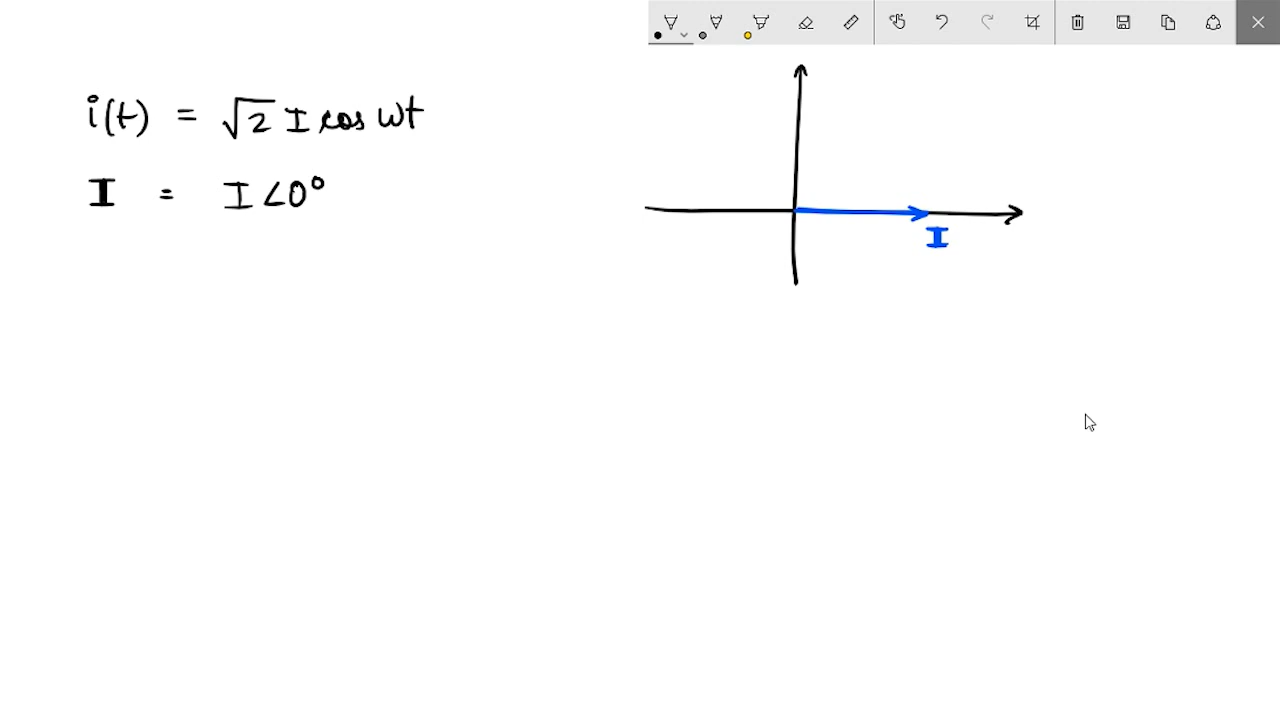 i(t) = √2 I cos ωt
I = I∠0°
I